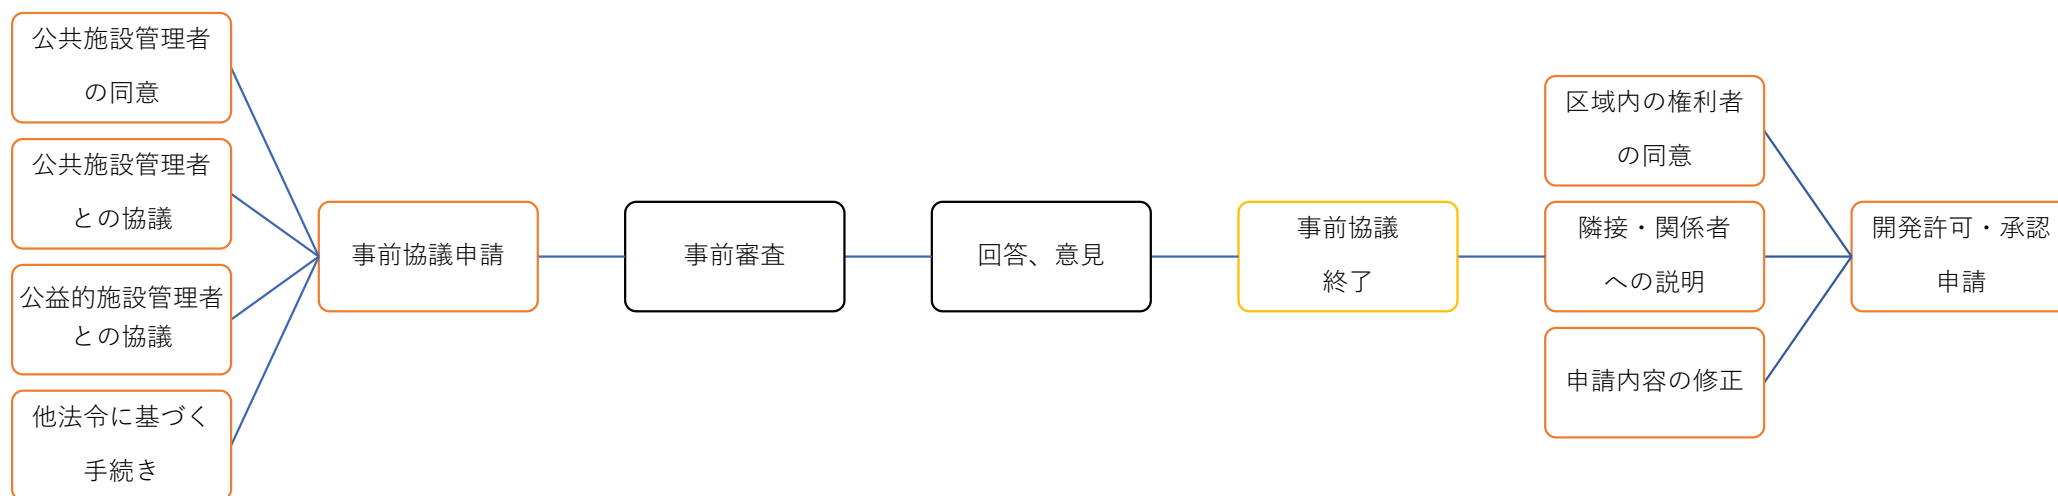 公共施設管理者
の同意
公共施設管理者
との協議
公益的施設管理者
との協議
他法令に基づく
手続き
事前協議申請
事前審査
回答、意見
事前協議
終了
区域内の権利者
の同意
隣接・関係者
への説明
申請内容の修正
開発許可・承認
申請